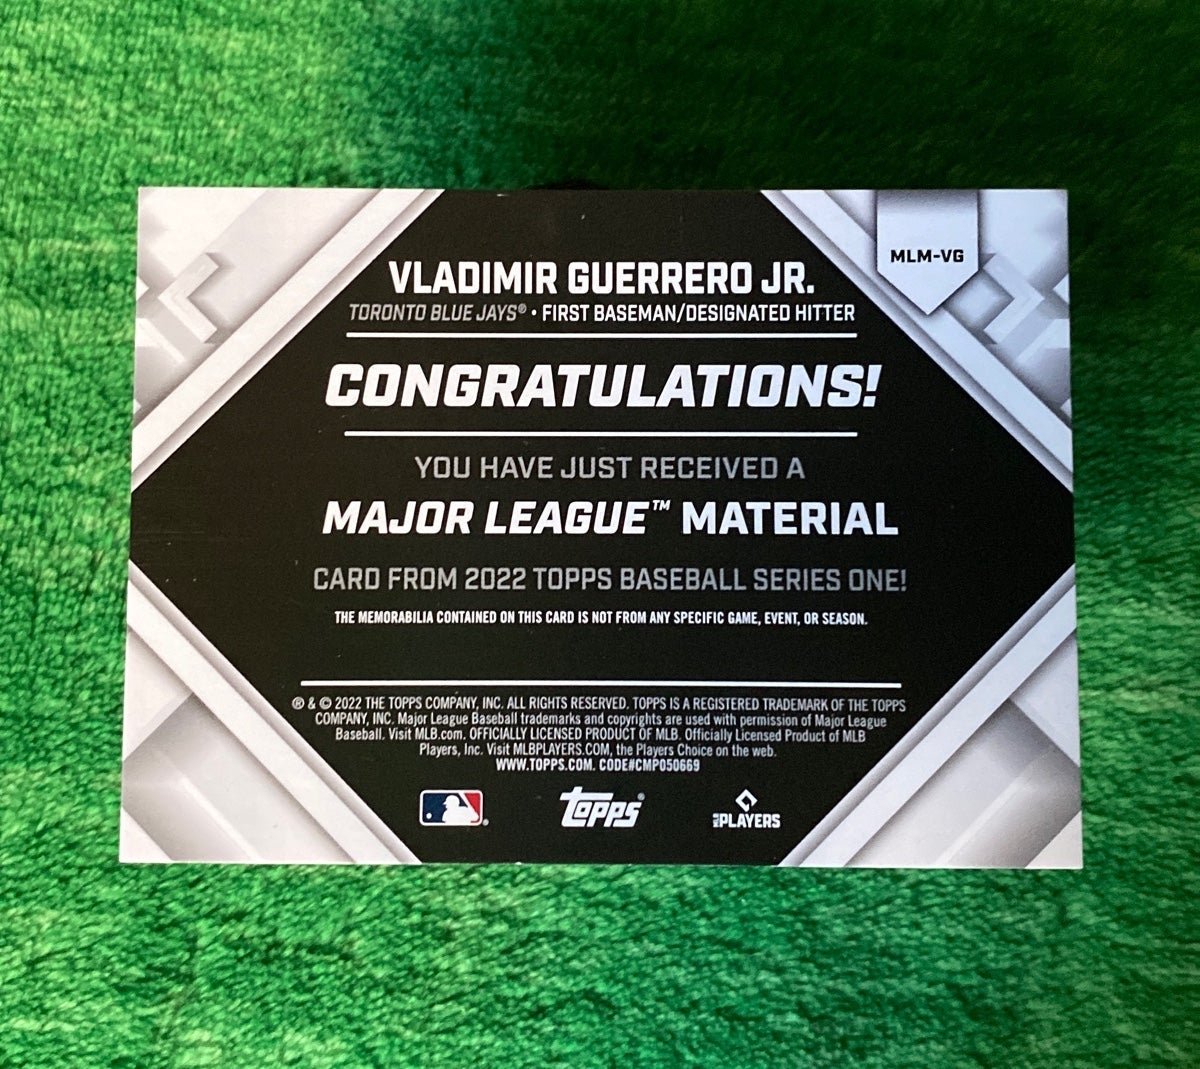 MLM-VG
VLADIMIR GUERRERO JR.
TORONTO BLUE JAYS® • FIRST BASEMAN/DESIGNATED HITTER
CONGRATULATIONS!
YOU HAVE JUST RECEIVED A
MAJOR LEAGUE™ MATERIAL
CARD FROM 2022 TOPPS BASEBALL SERIES ONE!
THE MEMORABILIA CONTAINED ON THIS CARD IS NOT FROM ANY SPECIFIC GAME, EVENT, OR SEASON.
® & © 2022 THE TOPPS COMPANY, INC. ALL RIGHTS RESERVED. TOPPS IS A REGISTERED TRADEMARK OF THE TOPPS
COMPANY, INC. Major League Baseball trademarks and copyrights are used with permission of Major League
Baseball. Visit MLB.com. OFFICIALLY LICENSED PRODUCT OF MLB. Officially Licensed Product of MLB
Players, Inc. Visit MLBPLAYERS.COM, the Players Choice on the web.
WWW.TOPPS.COM. CODE#CMP050669
® Topps® MLB PLAYERS